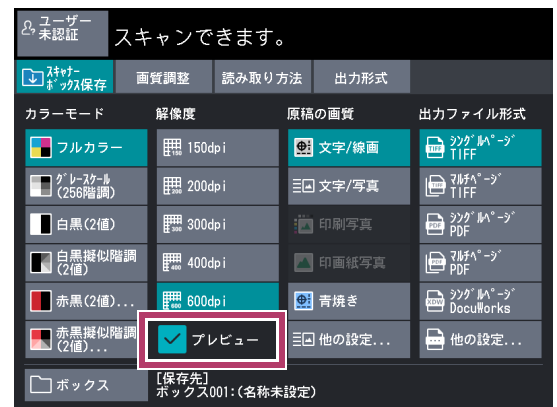 ユーザー
未認証
スキャンできます。
スキャナー
ボックス保存
画質調整
読み取り方法
出力形式
カラーモード
解像度
原稿の画質
出力ファイル形式
フルカラー
150dpi
文字/線画
シングルページ
TIFF
グレースケール
(256階調)
200dpi
文字/写真
マルチページ
TIFF
白黒(2値)
300dpi
印刷写真
シングルページ
PDF
白黒擬似階調
(2値)
400dpi
印画紙写真
マルチページ
PDF
赤黒(2値)...
600dpi
青焼き
シングルページ
DocuWorks
赤黒擬似階調
(2値)...
プレビュー
他の設定...
他の設定...
ボックス
[保存先]
ボックス001:(名称未設定)